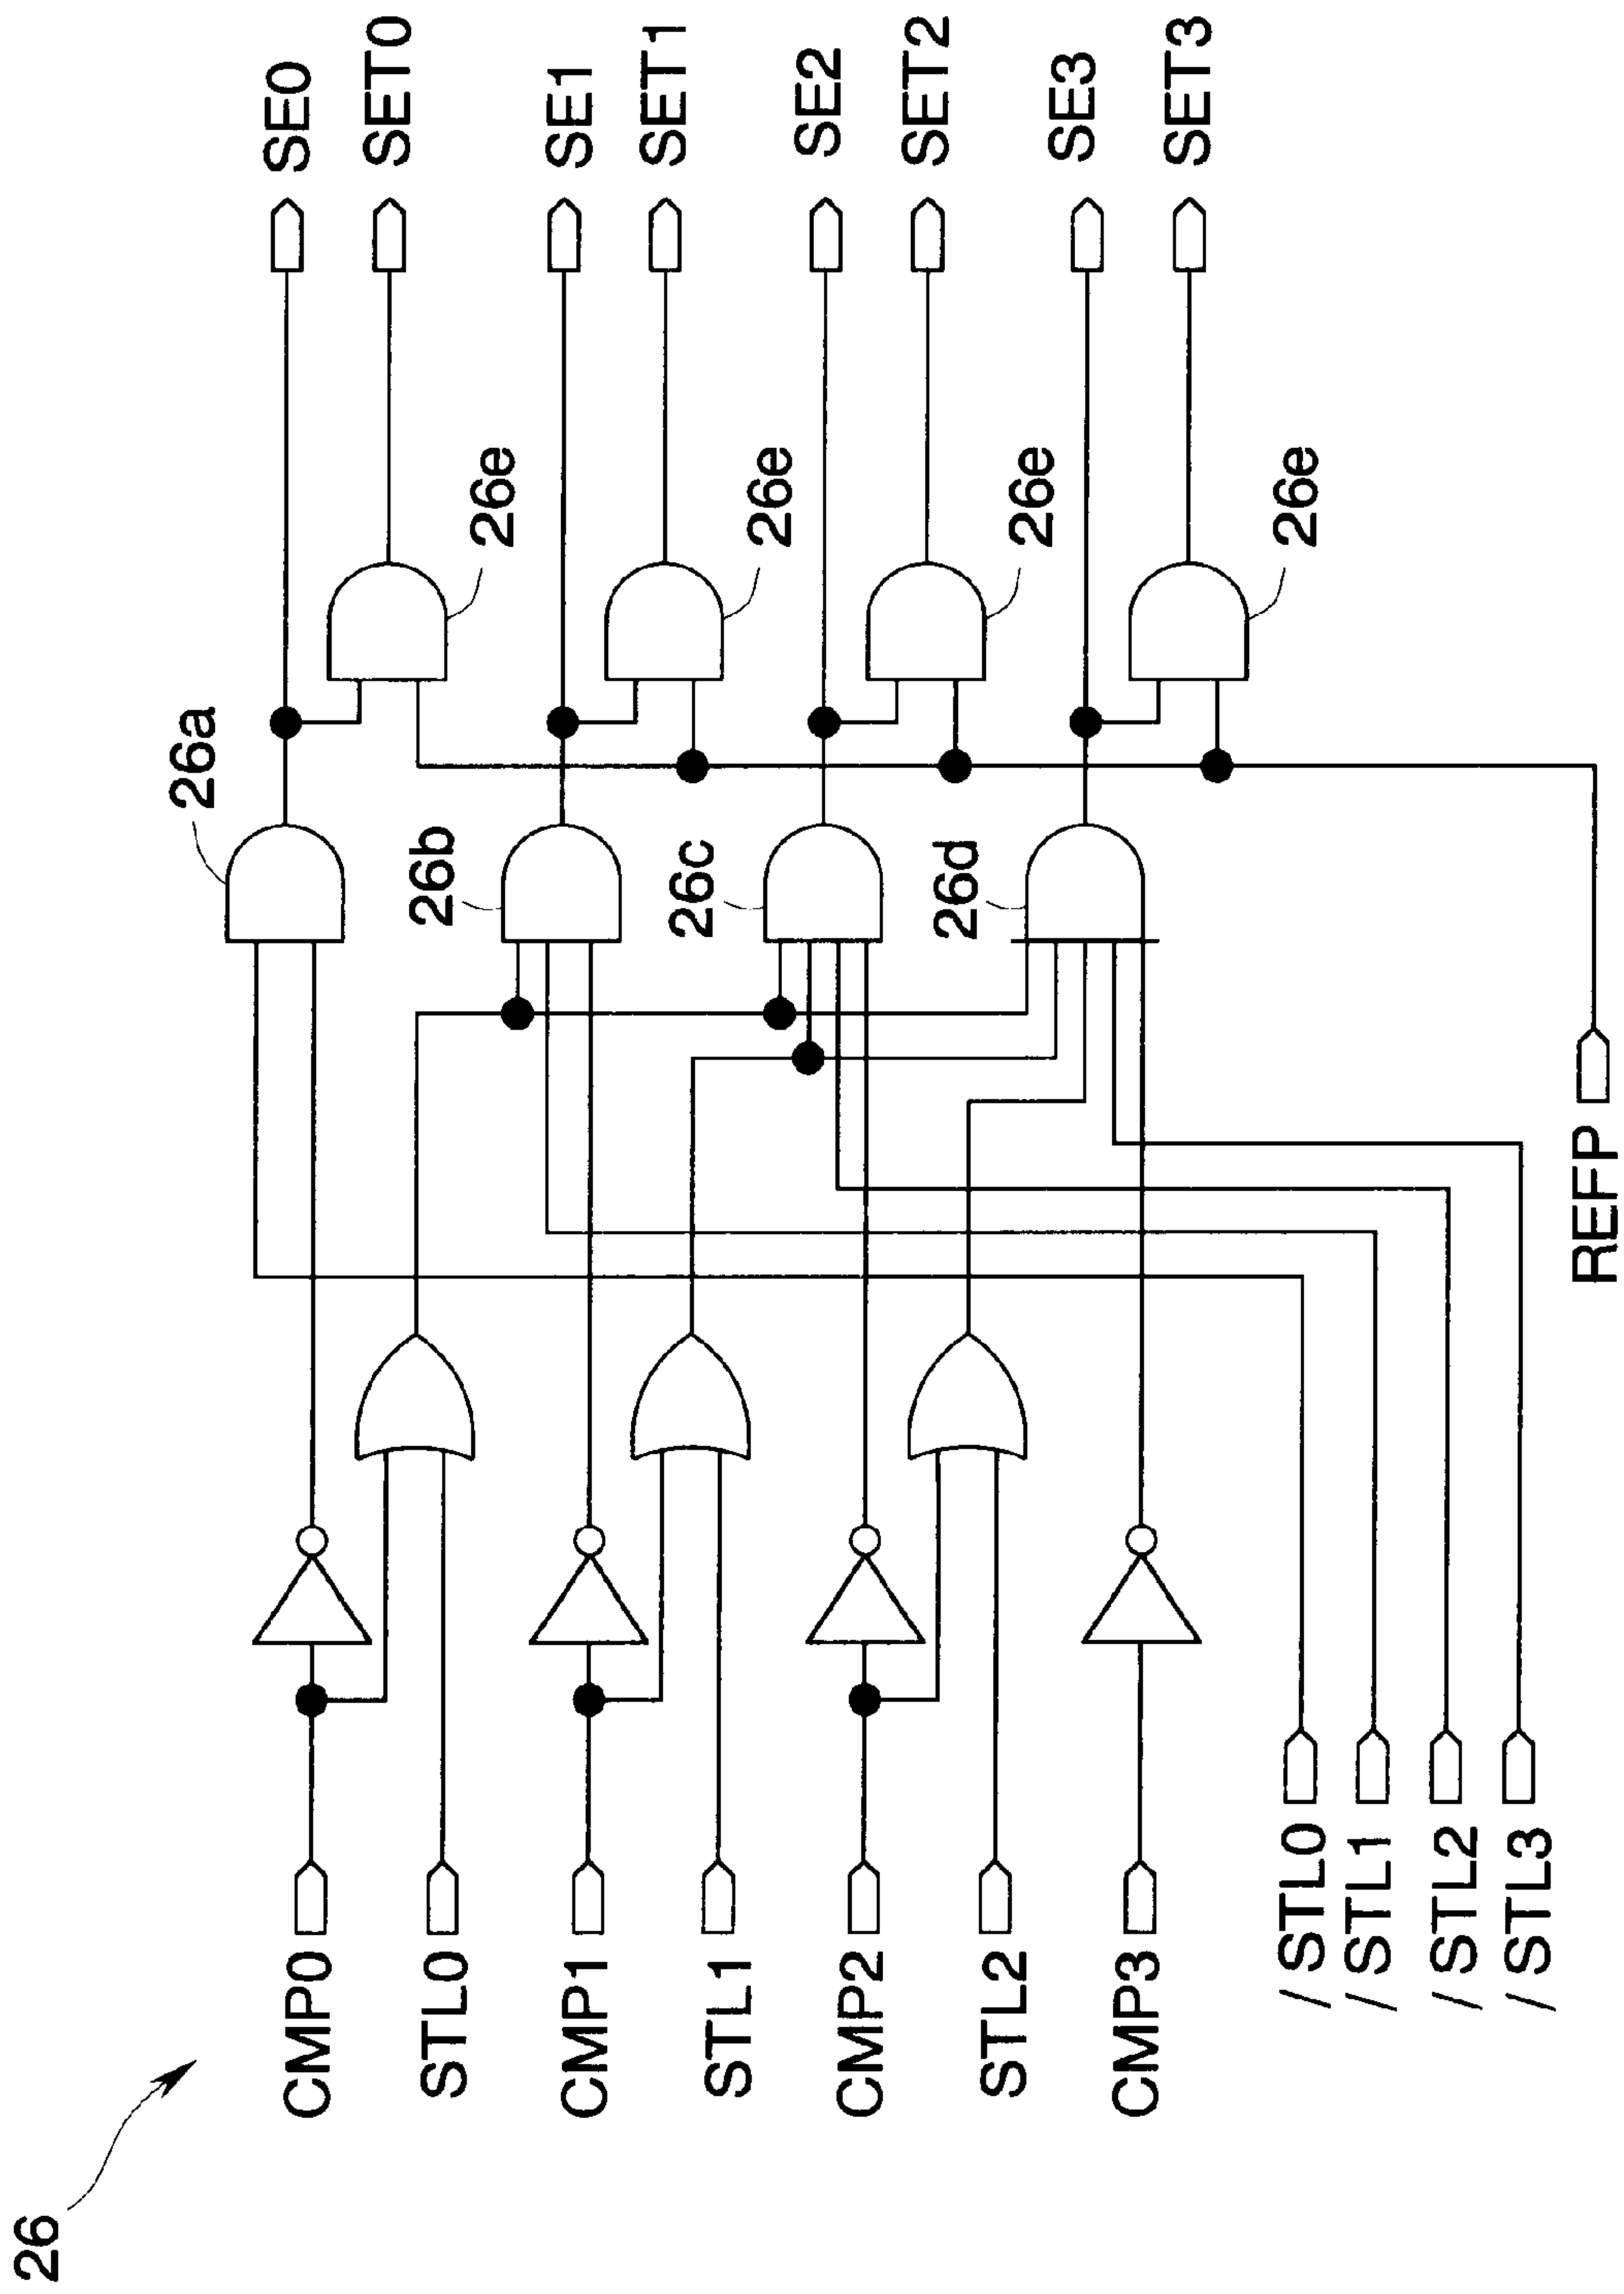 26
CMP0
STL0
CMP1
STL1
CMP2
STL2
CMP3
/ STL0
/ STL1
/ STL2
/ STL3
REFP
26a
26b
26c
26d
26e
26e
26e
26e
SE0
SET0
SE1
SET1
SE2
SET2
SE3
SET3